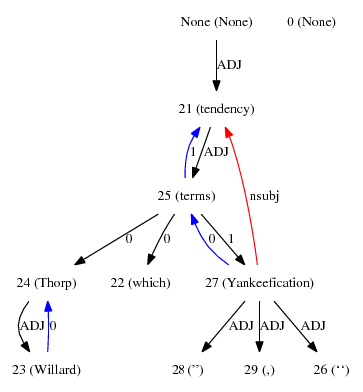 None (None) 0 (None)
ADJ
21 (tendency)
1 ADJ
25 (terms) nsubj
0 0 0 1
24 (Thorp) 22 (which) 27 (Yankeefication)
ADJ 0 ADJ ADJ ADJ
23 (Willard) 28 (”) 29 (,) 26 (‘‘)